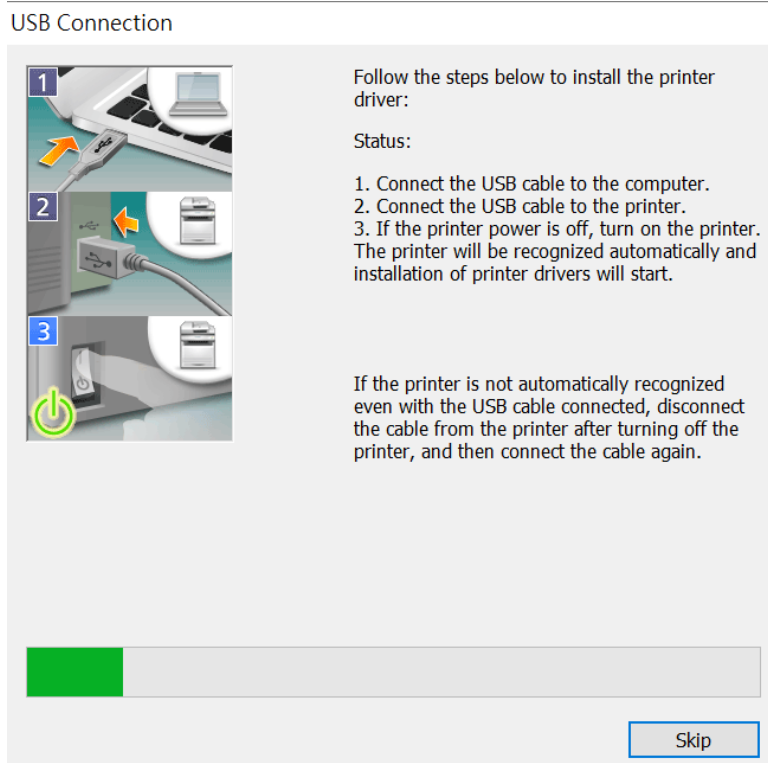 USB Connection
1
2
3
Follow the steps below to install the printer
driver:
Status:
1. Connect the USB cable to the computer.
2. Connect the USB cable to the printer.
3. If the printer power is off, turn on the printer.
The printer will be recognized automatically and
installation of printer drivers will start.
If the printer is not automatically recognized
even with the USB cable connected, disconnect
the cable from the printer after turning off the
printer, and then connect the cable again.
Skip